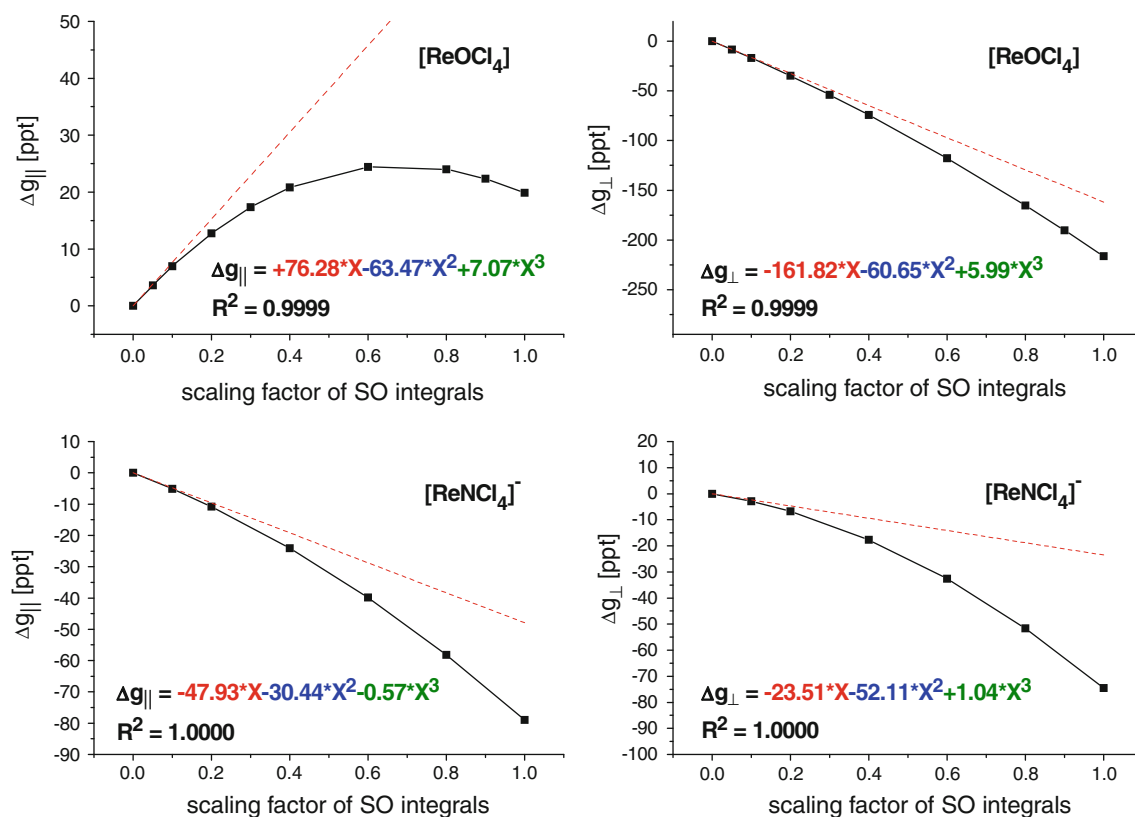 50
40
30
20
10
0
Δg|| [ppt]
[ReOCl₄]
Δg|| = +76.28*X-63.47*X²+7.07*X³
R² = 0.9999
0.0 0.2 0.4 0.6 0.8 1.0
scaling factor of SO integrals
0
-50
-100
-150
-200
-250
Δg⊥ [ppt]
[ReOCl₄]
Δg⊥ = -161.82*X-60.65*X²+5.99*X³
R² = 0.9999
0.0 0.2 0.4 0.6 0.8 1.0
scaling factor of SO integrals
10
0
-10
-20
-30
-40
-50
-60
-70
-80
-90
Δg|| [ppt]
[ReNCl₄]⁻
Δg|| = -47.93*X-30.44*X²-0.57*X³
R² = 1.0000
0.0 0.2 0.4 0.6 0.8 1.0
scaling factor of SO integrals
20
10
0
-10
-20
-30
-40
-50
-60
-70
-80
-90
-100
Δg⊥ [ppt]
[ReNCl₄]⁻
Δg⊥ = -23.51*X-52.11*X²+1.04*X³
R² = 1.0000
0.0 0.2 0.4 0.6 0.8 1.0
scaling factor of SO integrals